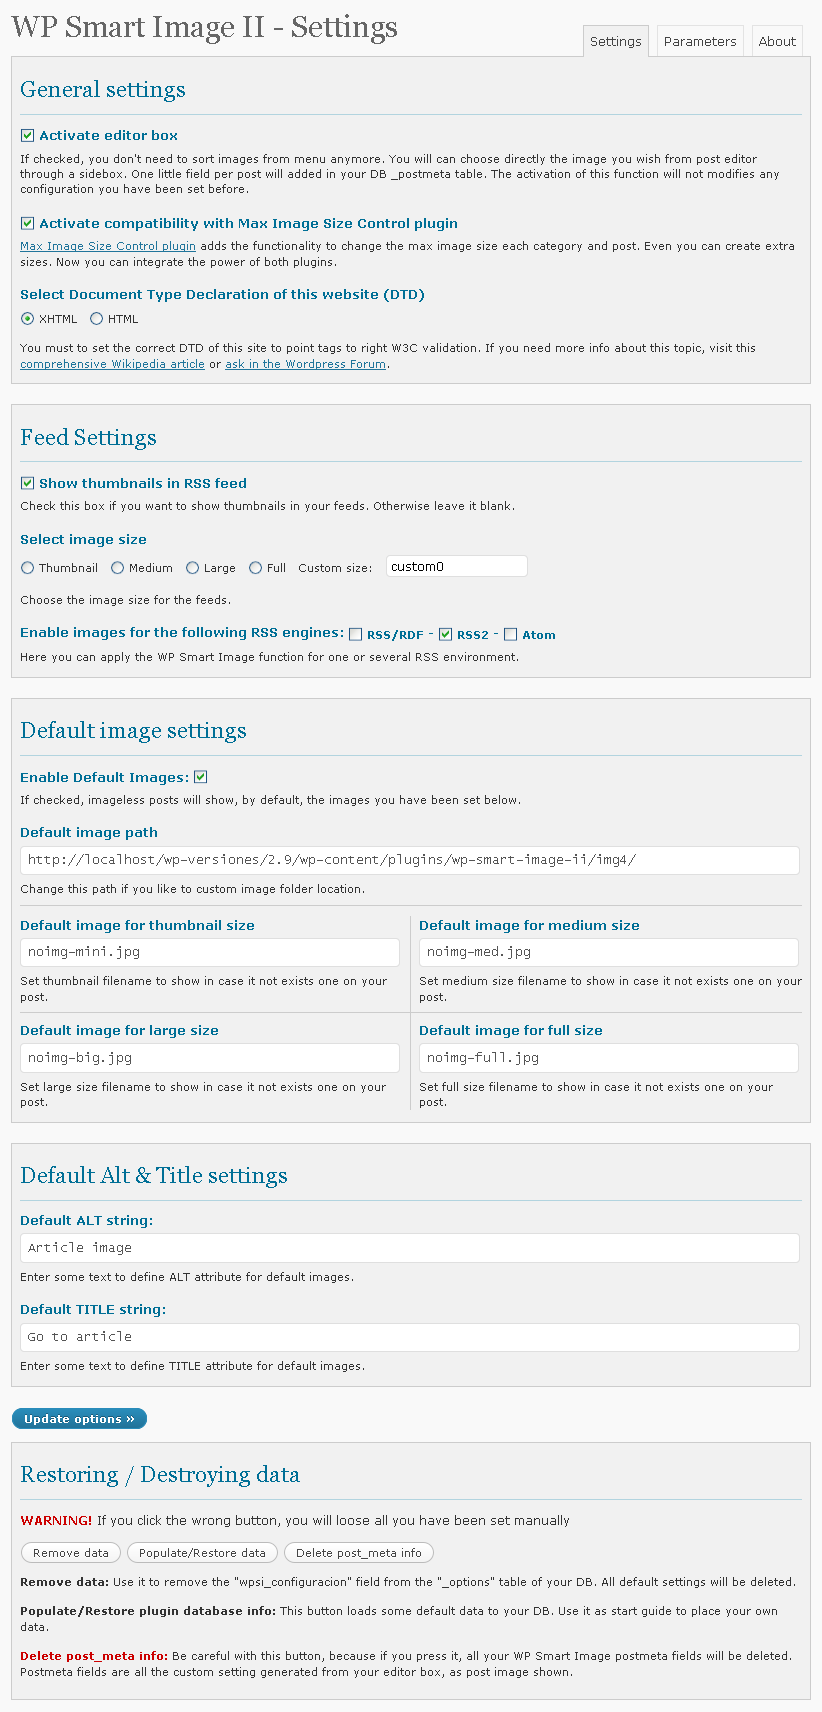 WP Smart Image II - Settings
Settings
Parameters
About
General settings
Activate editor box
If checked, you don't need to sort images from menu anymore. You will can choose directly the image you wish from post editor
through a sidebox. One little field per post will added in your DB _postmeta table. The activation of this function will not modifies any
configuration you have been set before.
Activate compatibility with Max Image Size Control plugin
Max Image Size Control plugin adds the functionality to change the max image size each category and post. Even you can create extra
sizes. Now you can integrate the power of both plugins.
Select Document Type Declaration of this website (DTD)
XHTML HTML
You must to set the correct DTD of this site to point tags to right W3C validation. If you need more info about this topic, visit this
comprehensive Wikipedia article or ask in the Wordpress Forum.
Feed Settings
Show thumbnails in RSS feed
Check this box if you want to show thumbnails in your feeds. Otherwise leave it blank.
Select image size
Thumbnail Medium Large Full Custom size: custom0
Choose the image size for the feeds.
Enable images for the following RSS engines: RSS/RDF - RSS2 - Atom
Here you can apply the WP Smart Image function for one or several RSS environment.
Default image settings
Enable Default Images:
If checked, imageless posts will show, by default, the images you have been set below.
Default image path
http://localhost/wp-versiones/2.9/wp-content/plugins/wp-smart-image-ii/img4/
Change this path if you like to custom image folder location.
Default image for thumbnail size
noimg-mini.jpg
Set thumbnail filename to show in case it not exists one on your
post.
Default image for medium size
noimg-med.jpg
Set medium size filename to show in case it not exists one on your
post.
Default image for large size
noimg-big.jpg
Set large size filename to show in case it not exists one on your
post.
Default image for full size
noimg-full.jpg
Set full size filename to show in case it not exists one on your
post.
Default Alt & Title settings
Default ALT string:
Article image
Enter some text to define ALT attribute for default images.
Default TITLE string:
Go to article
Enter some text to define TITLE attribute for default images.
Update options »
Restoring / Destroying data
WARNING! If you click the wrong button, you will loose all you have been set manually
Remove data
Populate/Restore data
Delete post_meta info
Remove data: Use it to remove the "wpsi_configuracion" field from the "_options" table of your DB. All default settings will be deleted.
Populate/Restore plugin database info: This button loads some default data to your DB. Use it as start guide to place your own
data.
Delete post_meta info: Be careful with this button, because if you press it, all your WP Smart Image postmeta fields will be deleted.
Postmeta fields are all the custom setting generated from your editor box, as post image shown.